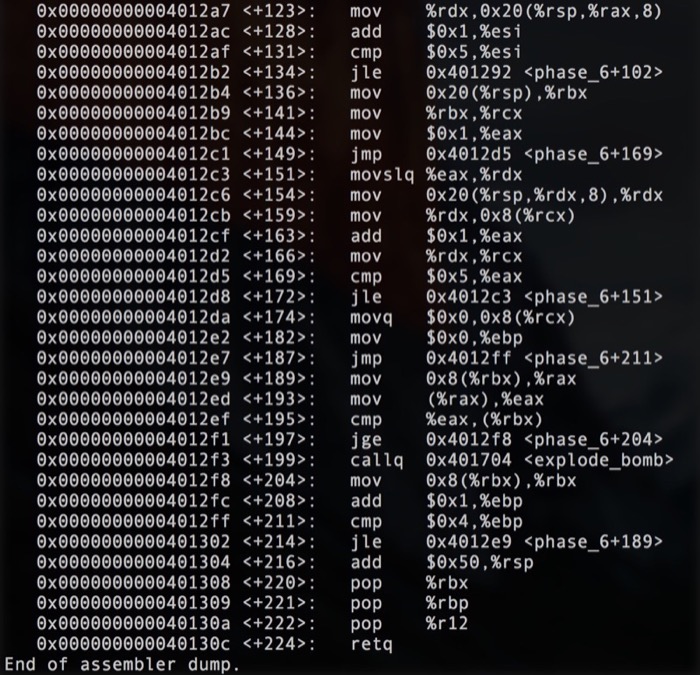 0x00000000004012a7 <+123>: mov %rdx,0x20(%rsp,%rax,8)
0x00000000004012ac <+128>: add $0x1,%esi
0x00000000004012af <+131>: cmp $0x5,%esi
0x00000000004012b2 <+134>: jle 0x401292 <phase_6+102>
0x00000000004012b4 <+136>: mov 0x20(%rsp),%rbx
0x00000000004012b9 <+141>: mov %rbx,%rcx
0x00000000004012bc <+144>: mov $0x1,%eax
0x00000000004012c1 <+149>: jmp 0x4012d5 <phase_6+169>
0x00000000004012c3 <+151>: movslq %eax,%rdx
0x00000000004012c6 <+154>: mov 0x20(%rsp,%rdx,8),%rdx
0x00000000004012cb <+159>: mov %rdx,0x8(%rcx)
0x00000000004012cf <+163>: add $0x1,%eax
0x00000000004012d2 <+166>: mov %rdx,%rcx
0x00000000004012d5 <+169>: cmp $0x5,%eax
0x00000000004012d8 <+172>: jle 0x4012c3 <phase_6+151>
0x00000000004012da <+174>: movq $0x0,0x8(%rcx)
0x00000000004012e2 <+182>: mov $0x0,%ebp
0x00000000004012e7 <+187>: jmp 0x4012ff <phase_6+211>
0x00000000004012e9 <+189>: mov 0x8(%rbx),%rax
0x00000000004012ed <+193>: mov (%rax),%eax
0x00000000004012ef <+195>: cmp %eax,(%rbx)
0x00000000004012f1 <+197>: jge 0x4012f8 <phase_6+204>
0x00000000004012f3 <+199>: callq 0x401704 <explode_bomb>
0x00000000004012f8 <+204>: mov 0x8(%rbx),%rbx
0x00000000004012fc <+208>: add $0x1,%ebp
0x00000000004012ff <+211>: cmp $0x4,%ebp
0x0000000000401302 <+214>: jle 0x4012e9 <phase_6+189>
0x0000000000401304 <+216>: add $0x50,%rsp
0x0000000000401308 <+220>: pop %rbx
0x0000000000401309 <+221>: pop %rbp
0x000000000040130a <+222>: pop %r12
0x000000000040130c <+224>: retq
End of assembler dump.